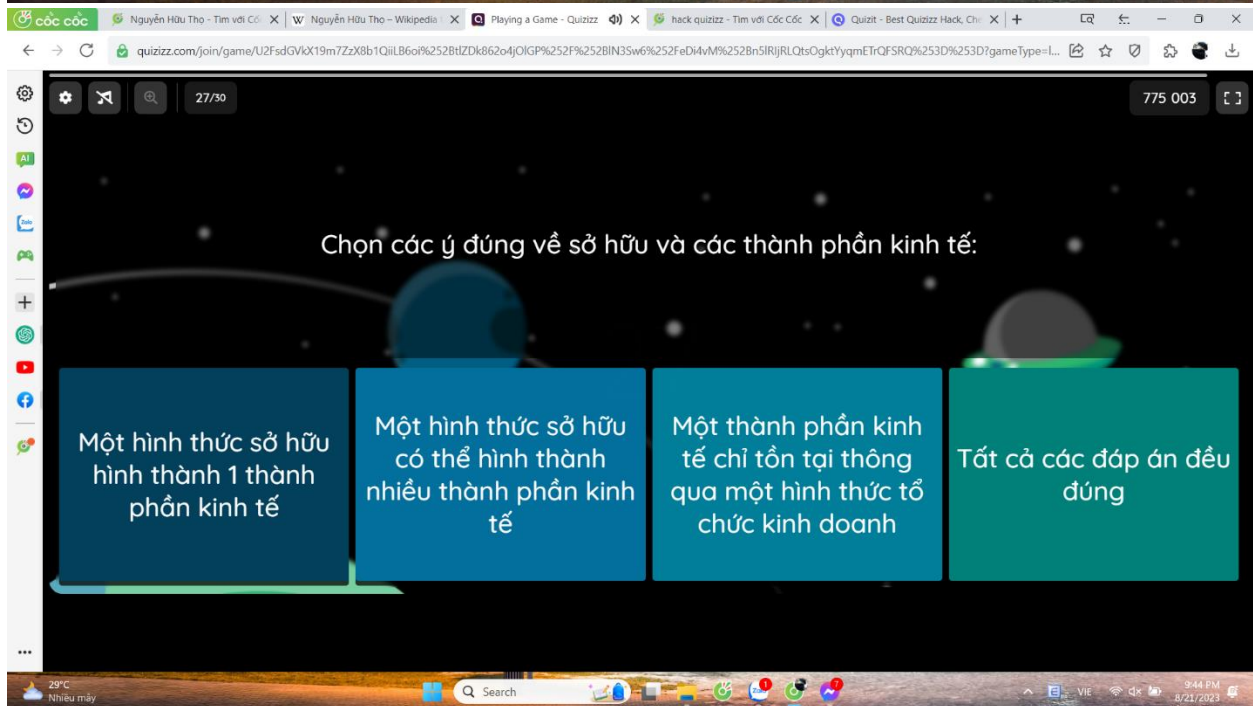 cốc cốc
Nguyễn Hữu Thọ - Tìm với Cố
Nguyễn Hữu Thọ – Wikipedia
Playing a Game - Quizizz
hack quizizz - Tìm với Cốc Cốc
Quizit - Best Quizizz Hack, Che
27/30
775 003
Chọn các ý đúng về sở hữu và các thành phần kinh tế:
Một hình thức sở hữu
hình thành 1 thành
phần kinh tế
Một hình thức sở hữu
có thể hình thành
nhiều thành phần kinh
tế
Một thành phần kinh
tế chỉ tồn tại thông
qua một hình thức tổ
chức kinh doanh
Tất cả các đáp án đều
đúng
AI
Zalo
29°C
Nhiều mây
Search
VIE
9:44 PM
8/21/2023